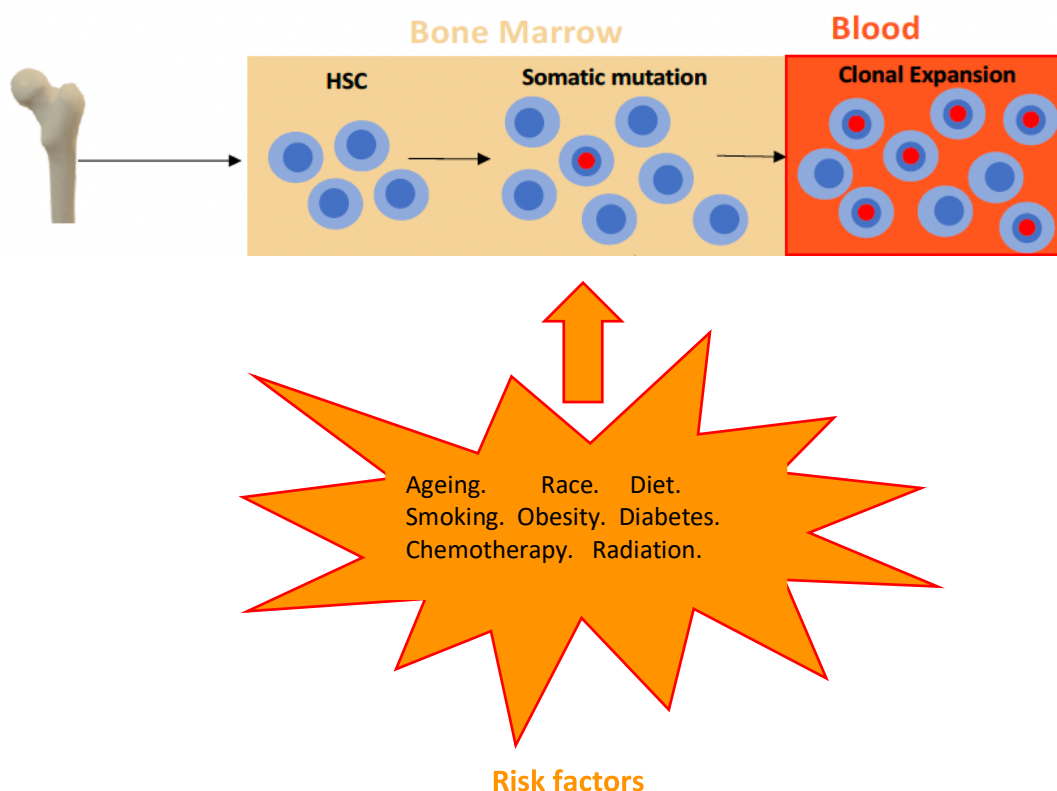 Bone Marrow
Blood
HSC
Somatic mutation
Clonal Expansion
Ageing. Race. Diet.
Smoking. Obesity. Diabetes.
Chemotherapy. Radiation.
Risk factors